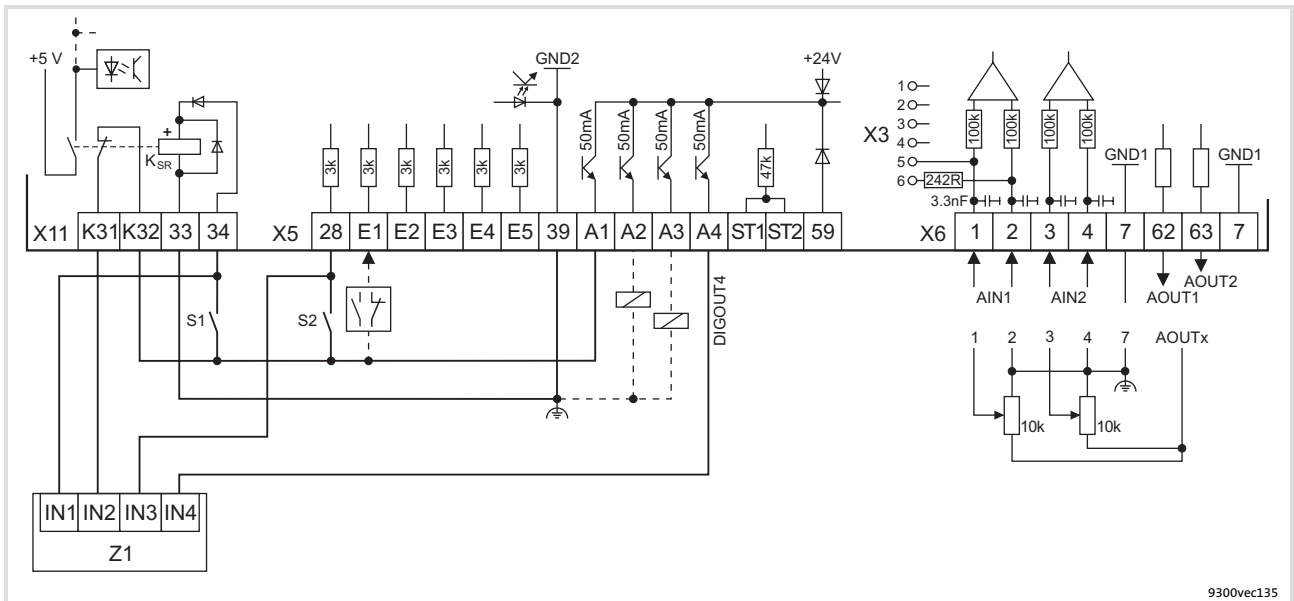 +5 V
GND2
+24V
K_SR
+
3k 3k 3k 3k 3k 3k
50mA 50mA 50mA 50mA
47k
X3
1
2
3
4
5
6
242R
100k 100k 100k 100k
3.3nF
GND1
GND1
X11 K31 K32 33 34
X5 28 E1 E2 E3 E4 E5 39 A1 A2 A3 A4 ST1 ST2 59
X6 1 2 3 4 7 62 63 7
S1
S2
DIGOUT4
AIN1 AIN2 AOUT1 AOUT2
1 2 3 4 7 AOUTx
10k 10k
IN1 IN2 IN3 IN4
Z1
9300vec135